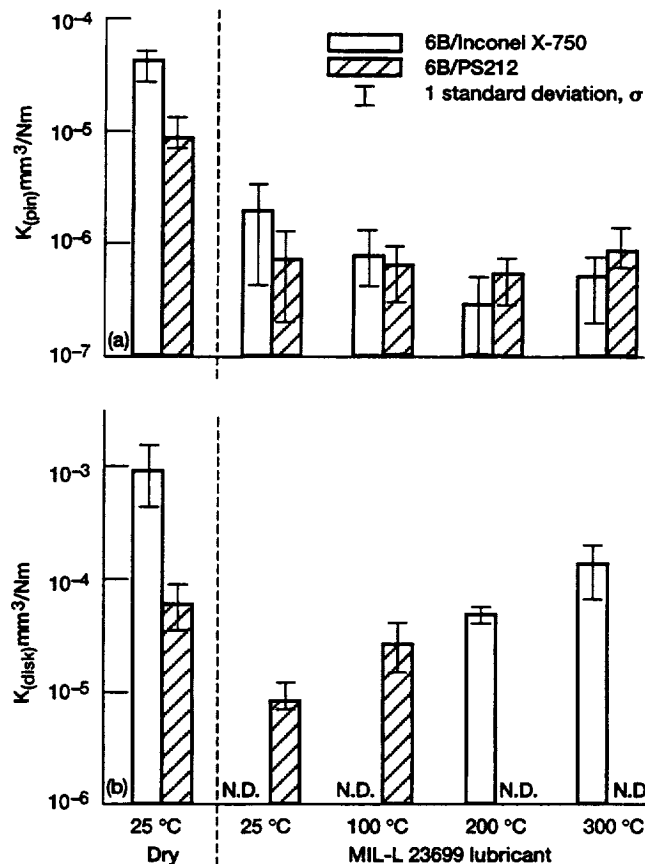 10−4
6B/Inconel X-750
6B/PS212
1 standard deviation, σ
10−5
K(pin)mm3/Nm
10−6
(a)
10−7
10−3
10−4
K(disk)mm3/Nm
10−5
(b)
N.D.
N.D.
N.D.
N.D.
10−6
25 °C
25 °C
100 °C
200 °C
300 °C
Dry
MIL-L 23699 lubricant